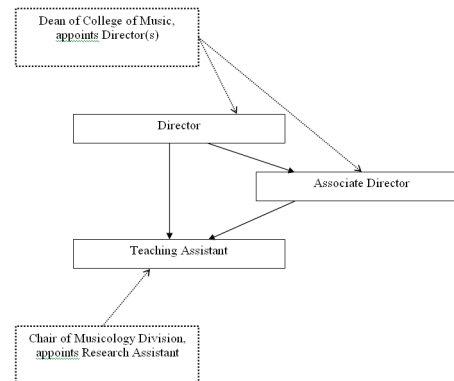 Dean of College of Music,
appoints Director(s)
Director
Associate Director
Teaching Assistant
Chair of Musicology Division,
appoints Research Assistant